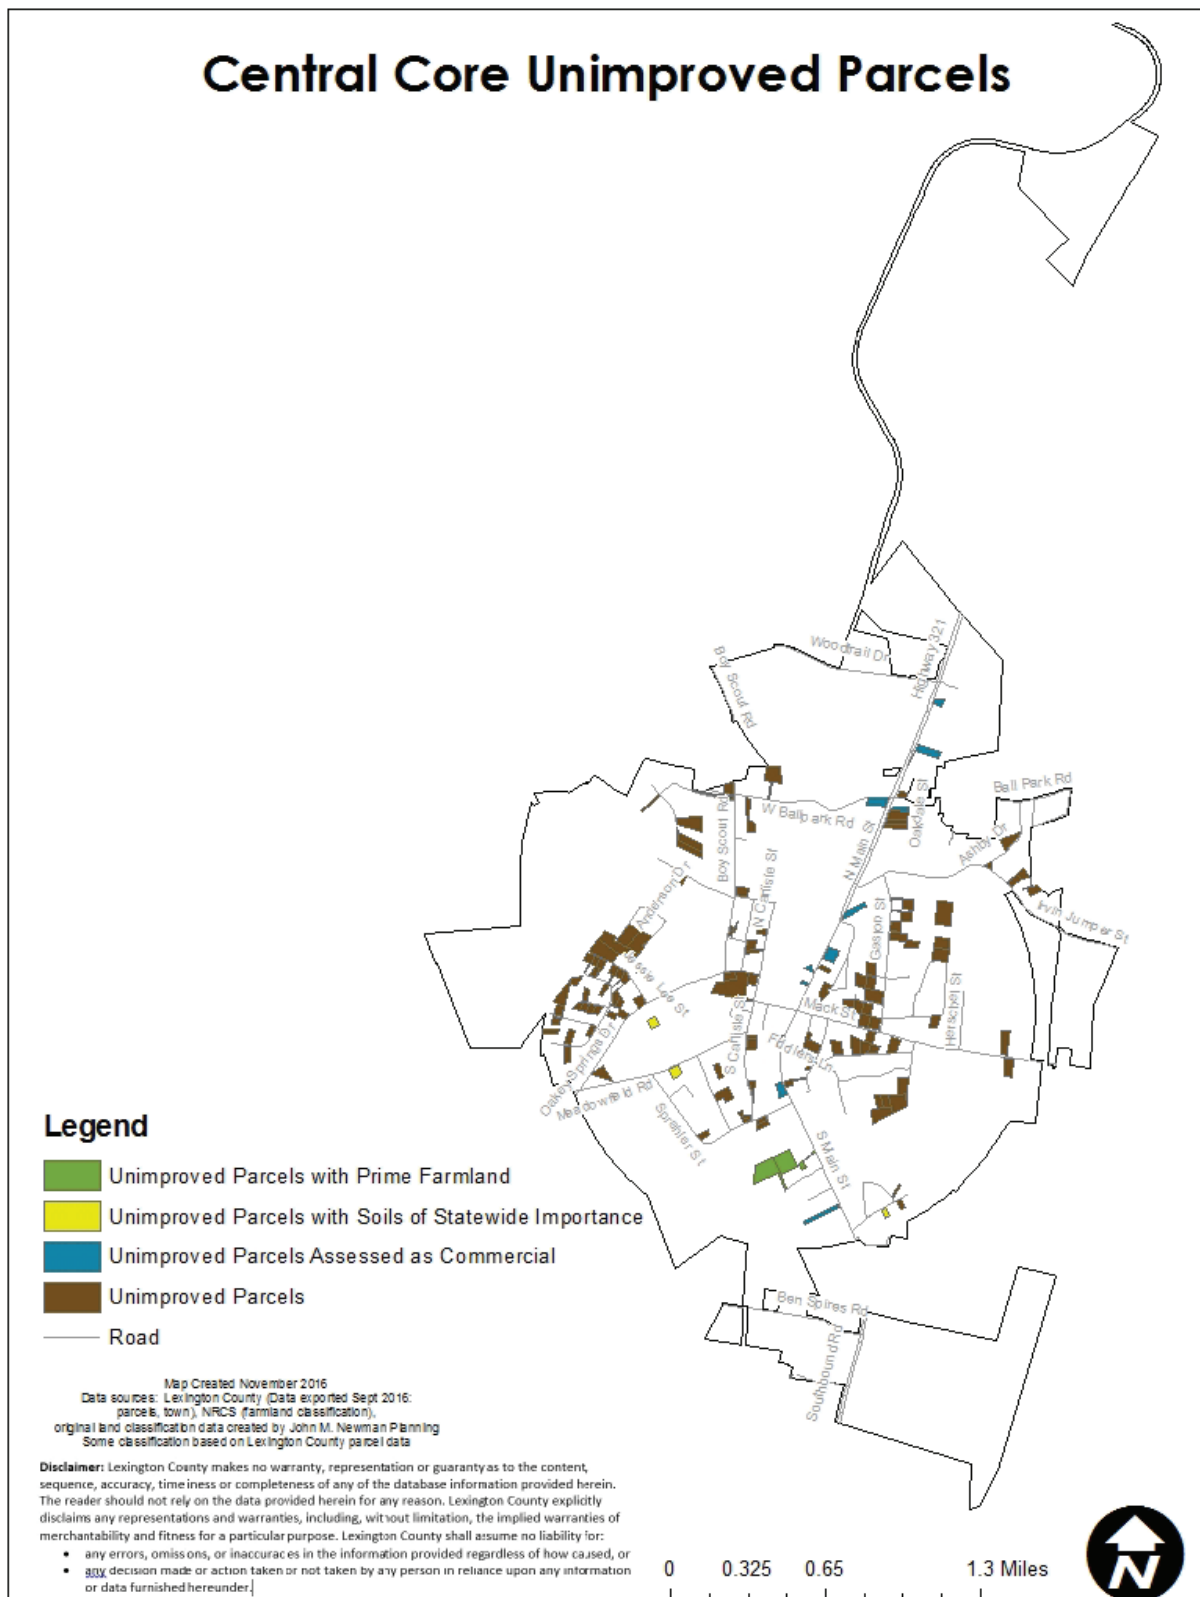 Central Core Unimproved Parcels
Woodtrail Dr
Highway 321
Boy Scout Rd
Ball Park Rd
W Ballpark Rd
Oakdale St
Boy Scout Rd
N Main St
Ashby Dr
N Carlisle St
Anderson Dr
Irvin Jumper St
Gaston St
Jessie Lee St
Herschel St
Mack St
S Carlisle St
Fiddlers Ln
Oakey Springs Dr
Meadowfield Rd
Sprahler St
S Main St
Ben Spires Rd
Southbound Rd
Legend
Unimproved Parcels with Prime Farmland
Unimproved Parcels with Soils of Statewide Importance
Unimproved Parcels Assessed as Commercial
Unimproved Parcels
Road
Map Created November 2016
Data sources: Lexington County (Data exported Sept 2016:
parcels, town), NRCS (farmland classification),
original land classification data created by John M. Newman Planning
Some classification based on Lexington County parcel data
Disclaimer: Lexington County makes no warranty, representation or guaranty as to the content,
sequence, accuracy, timeliness or completeness of any of the database information provided herein.
The reader should not rely on the data provided herein for any reason. Lexington County explicitly
disclaims any representations and warranties, including, without limitation, the implied warranties of
merchantability and fitness for a particular purpose. Lexington County shall assume no liability for:
• any errors, omissions, or inaccuracies in the information provided regardless of how caused, or
• any decision made or action taken or not taken by any person in reliance upon any information
or data furnished hereunder.
0 0.325 0.65 1.3 Miles
N